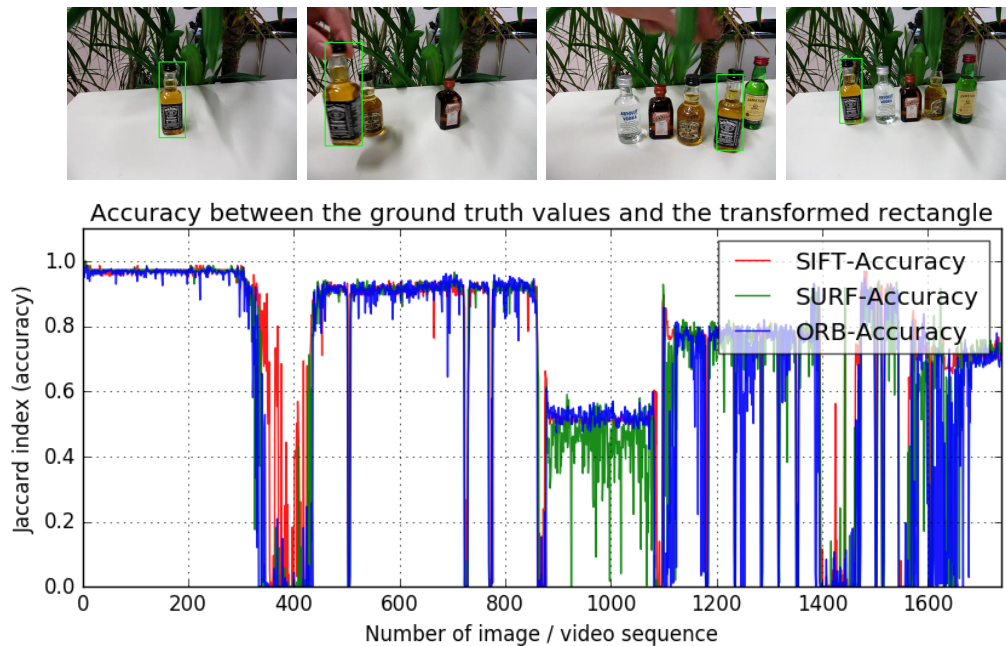 Accuracy between the ground truth values and the transformed rectangle
Jaccard index (accuracy)
1.0
0.8
0.6
0.4
0.2
0.0
SIFT-Accuracy
SURF-Accuracy
ORB-Accuracy
0 200 400 600 800 1000 1200 1400 1600
Number of image / video sequence